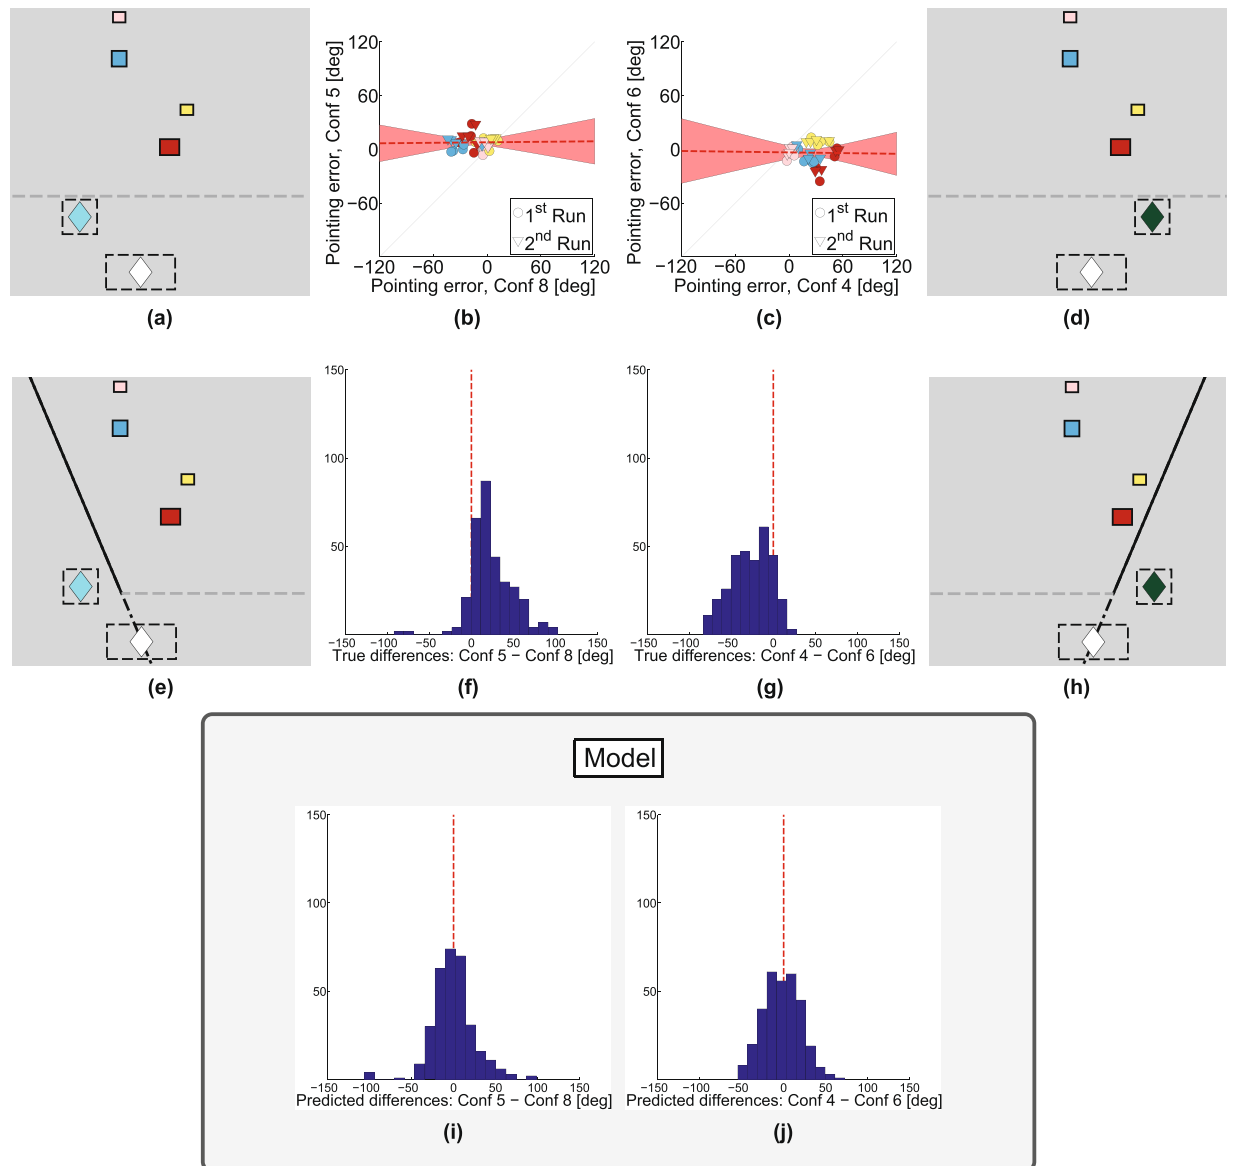 120
60
0
−60
−120
−60
0
60
120
Pointing error, Conf 5 [deg]
Pointing error, Conf 8 [deg]
1st Run
2nd Run
120
60
0
−60
−120
−60
0
60
120
Pointing error, Conf 6 [deg]
Pointing error, Conf 4 [deg]
1st Run
2nd Run
(a)
(b)
(c)
(d)
150
100
50
−150
−100
−50
0
50
100
150
True differences: Conf 5 − Conf 8 [deg]
150
100
50
−150
−100
−50
0
50
100
150
True differences: Conf 4 − Conf 6 [deg]
(e)
(f)
(g)
(h)
Model
150
100
50
−150
−100
−50
0
50
100
150
Predicted differences: Conf 5 − Conf 8 [deg]
150
100
50
−150
−100
−50
0
50
100
150
Predicted differences: Conf 4 − Conf 6 [deg]
(i)
(j)